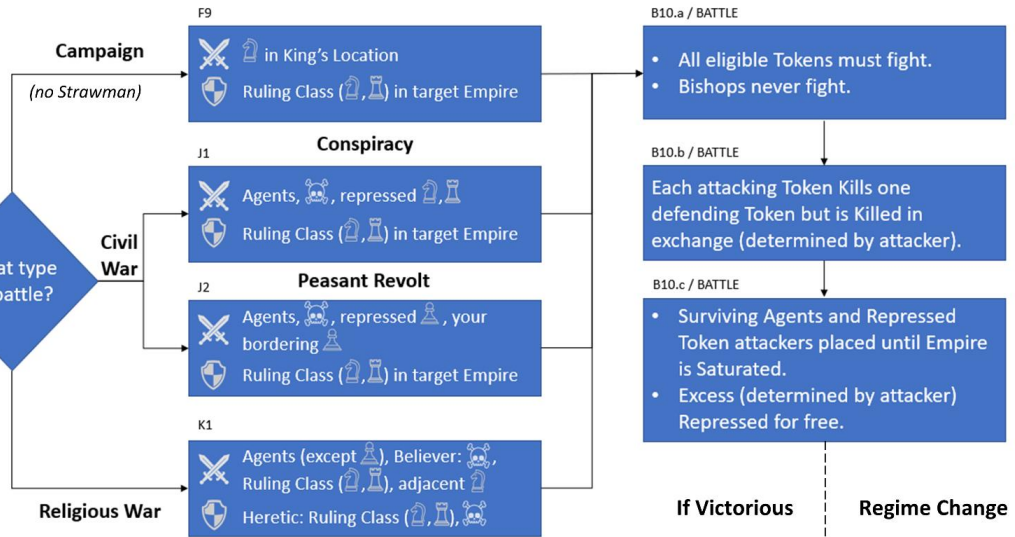 at type
battle?
Campaign
(no Strawman)
Civil
War
Religious War
F9
in King's Location
Ruling Class ( , ) in target Empire
Conspiracy
J1
Agents, , repressed ,
Ruling Class ( , ) in target Empire
Peasant Revolt
J2
Agents, , repressed , your
bordering
Ruling Class ( , ) in target Empire
K1
Agents (except ), Believer: ,
Ruling Class ( , ), adjacent
Heretic: Ruling Class ( , ),
B10.a / BATTLE
• All eligible Tokens must fight.
• Bishops never fight.
B10.b / BATTLE
Each attacking Token Kills one
defending Token but is Killed in
exchange (determined by attacker).
B10.c / BATTLE
• Surviving Agents and Repressed
Token attackers placed until Empire
is Saturated.
• Excess (determined by attacker)
Repressed for free.
If Victorious
Regime Change